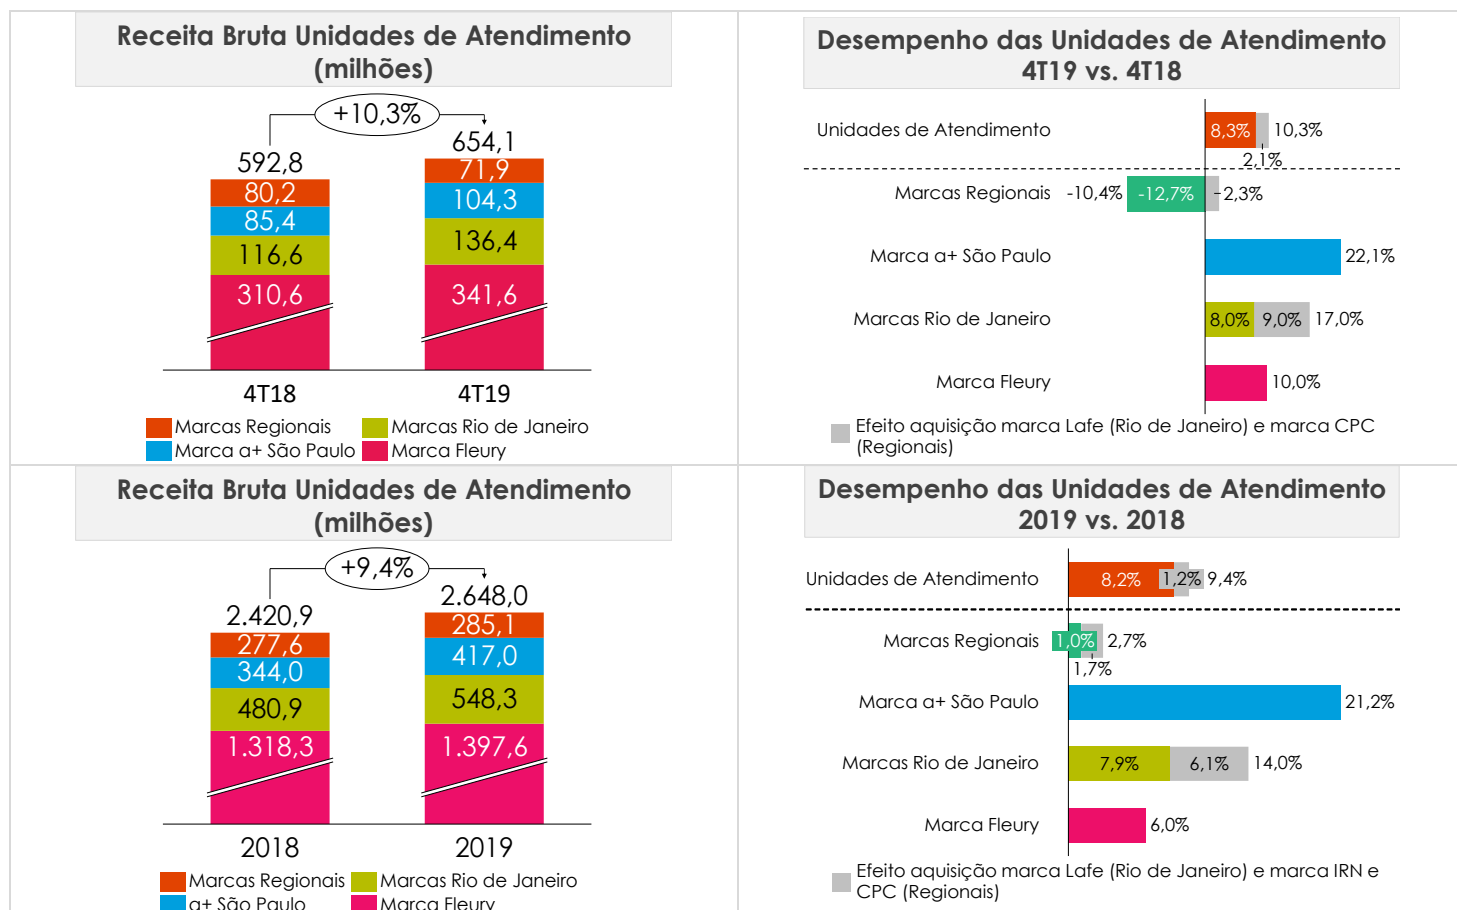 Receita Bruta Unidades de Atendimento
(milhões)
+10,3%
592,8
654,1
80,2
71,9
85,4
104,3
116,6
136,4
310,6
341,6
4T18
4T19
Marcas Regionais
Marcas Rio de Janeiro
Marca a+ São Paulo
Marca Fleury
Desempenho das Unidades de Atendimento
4T19 vs. 4T18
Unidades de Atendimento
8,3%
10,3%
2,1%
Marcas Regionais
-10,4%
-12,7%
2,3%
Marca a+ São Paulo
22,1%
Marcas Rio de Janeiro
8,0%
9,0%
17,0%
Marca Fleury
10,0%
Efeito aquisição marca Lafe (Rio de Janeiro) e marca CPC
(Regionais)
Receita Bruta Unidades de Atendimento
(milhões)
+9,4%
2.420,9
2.648,0
277,6
285,1
344,0
417,0
480,9
548,3
1.318,3
1.397,6
2018
2019
Marcas Regionais
Marcas Rio de Janeiro
a+ São Paulo
Marca Fleury
Desempenho das Unidades de Atendimento
2019 vs. 2018
Unidades de Atendimento
8,2%
1,2%
9,4%
Marcas Regionais
1,0%
2,7%
1,7%
Marca a+ São Paulo
21,2%
Marcas Rio de Janeiro
7,9%
6,1%
14,0%
Marca Fleury
6,0%
Efeito aquisição marca Lafe (Rio de Janeiro) e marca IRN e
CPC (Regionais)